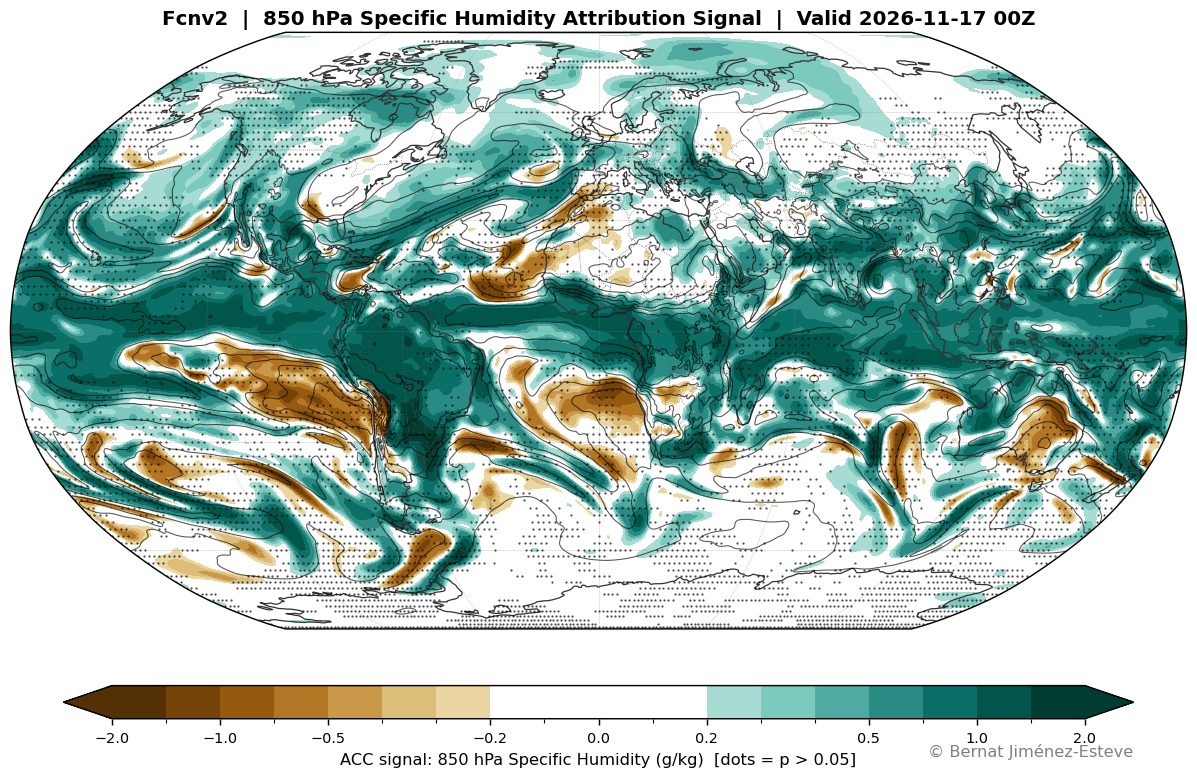 Fcnv2 | 850 hPa Specific Humidity Attribution Signal | Valid 2026-11-17 00Z
−2.0 −1.0 −0.5 −0.2 0.0 0.2 0.5 1.0 2.0
ACC signal: 850 hPa Specific Humidity (g/kg) [dots = p > 0.05]
© Bernat Jiménez-Esteve